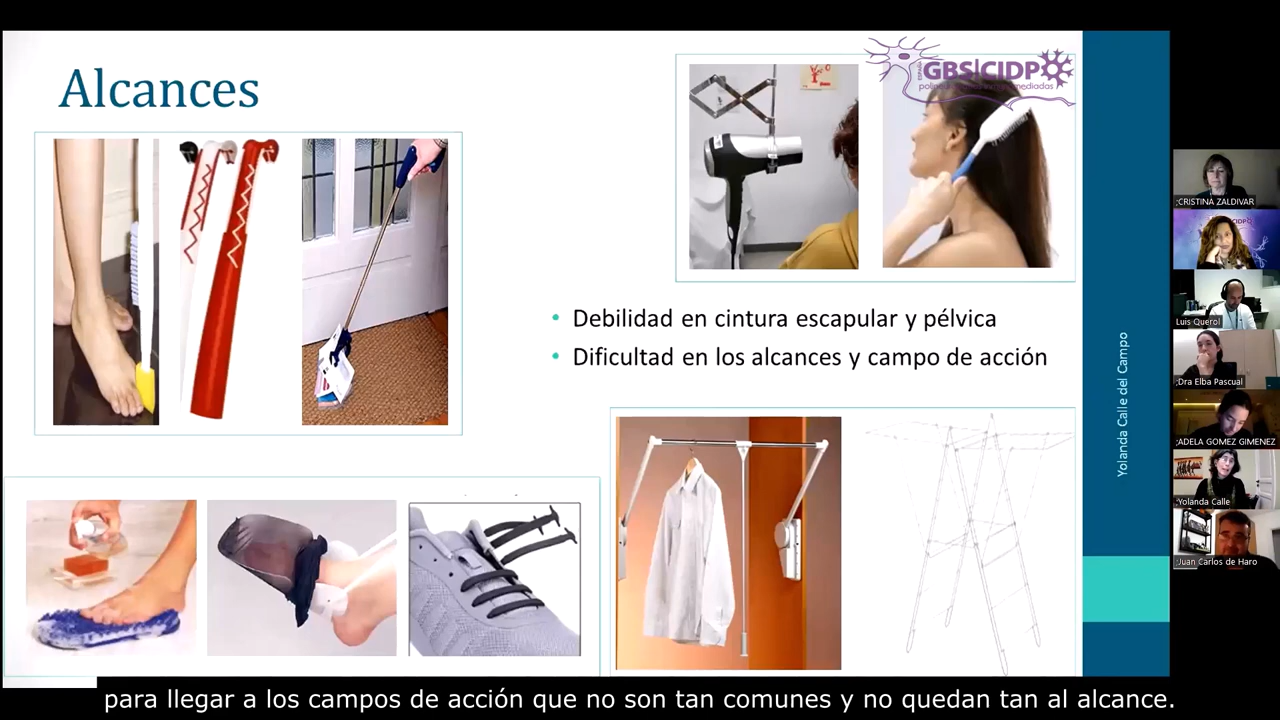 Alcances
ESPAÑA
GBS|CIDP
Debilidad en cintura escapular y pélvica
Dificultad en los alcances y campo de acción
Yolanda Calle del Campo
;CRISTINA ZALDIVAR
Luis Querol
;Dra Elba Pascual
;ADELA GOMEZ GIMENEZ
;Yolanda Calle
;Juan Carlos de Haro
para llegar a los campos de acción que no son tan comunes y no quedan tan al alcance.